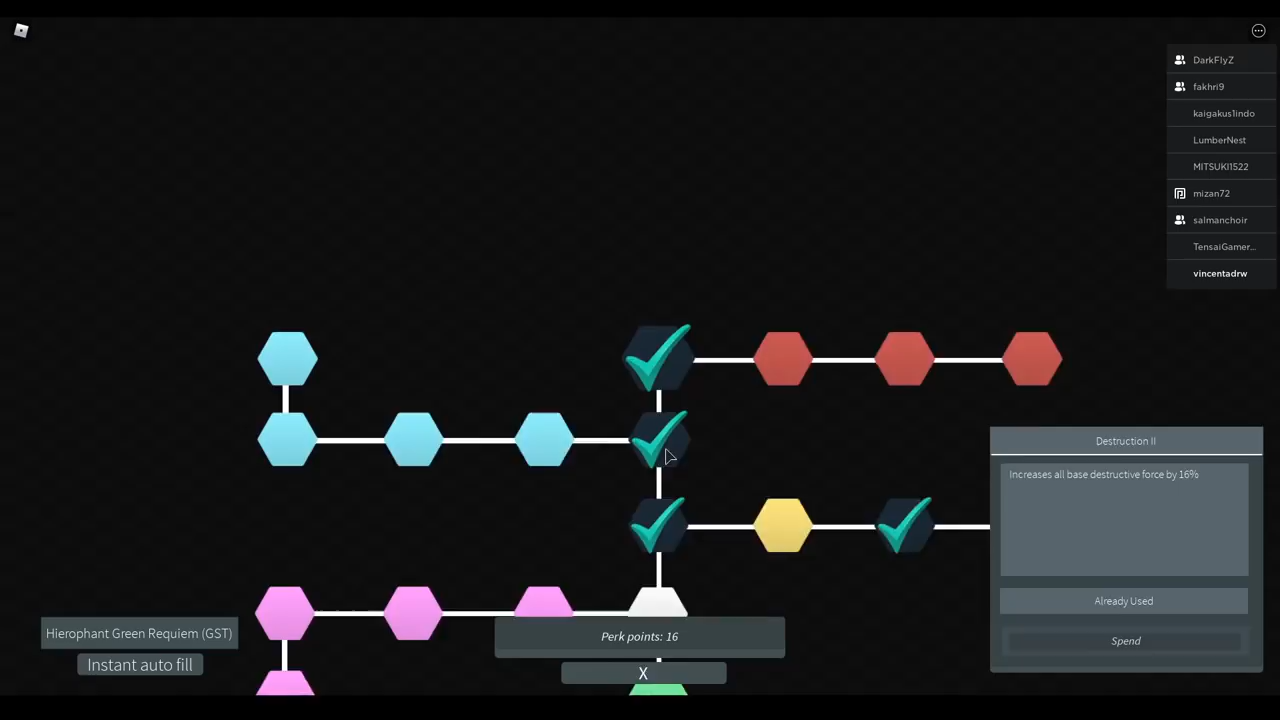 DarkFlyZ
fakhri9
kaigakus1indo
LumberNest
MITSUKI1522
mizan72
salmanchoir
TensaiGamer...
vincentadrw
Destruction II
Increases all base destructive force by 16%
Already Used
Spend
Hierophant Green Requiem (GST)
Instant auto fill
Perk points: 16
X